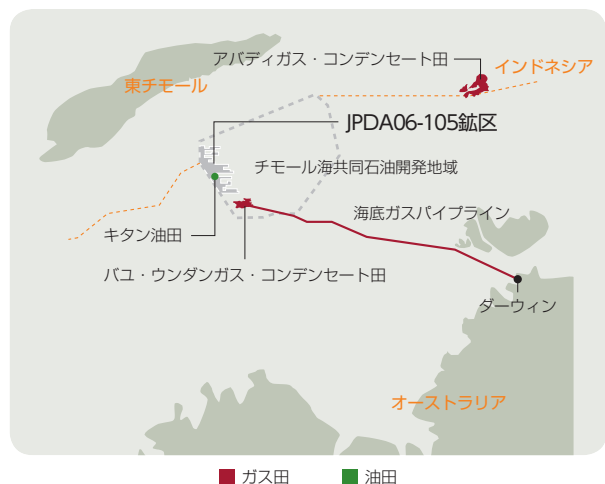 アバディガス・コンデンセート田
インドネシア
東チモール
JPDA06-105鉱区
チモール海共同石油開発地域
海底ガスパイプライン
キタン油田
バユ・ウンダンガス・コンデンセート田
ダーウィン
オーストラリア
ガス田
油田